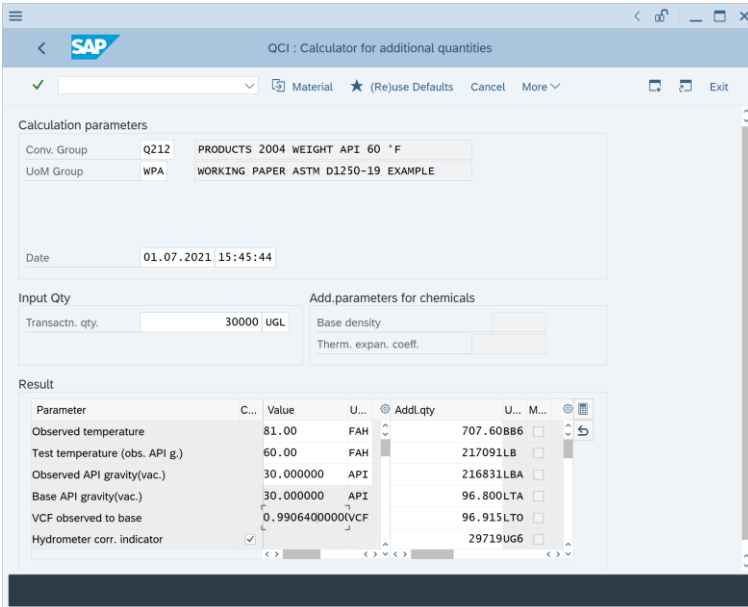 SAP
QCI : Calculator for additional quantities
Material (Re)use Defaults Cancel More Exit
Calculation parameters
Conv. Group Q212 PRODUCTS 2004 WEIGHT API 60 °F
UoM Group WPA WORKING PAPER ASTM D1250-19 EXAMPLE
Date 01.07.2021 15:45:44
Input Qty Add.parameters for chemicals
Transactn. qty. 30000 UGL Base density
Therm. expan. coeff.
Result
Parameter C... Value U... Addl.qty U... M...
Observed temperature 81.00 FAH 707.60 BB6
Test temperature (obs. API g.) 60.00 FAH 217091 LB
Observed API gravity(vac.) 30.000000 API 216831 LBA
Base API gravity(vac.) 30.000000 API 96.800 LTA
VCF observed to base 0.9906400000 VCF 96.915 LTO
Hydrometer corr. indicator 29719 UG6